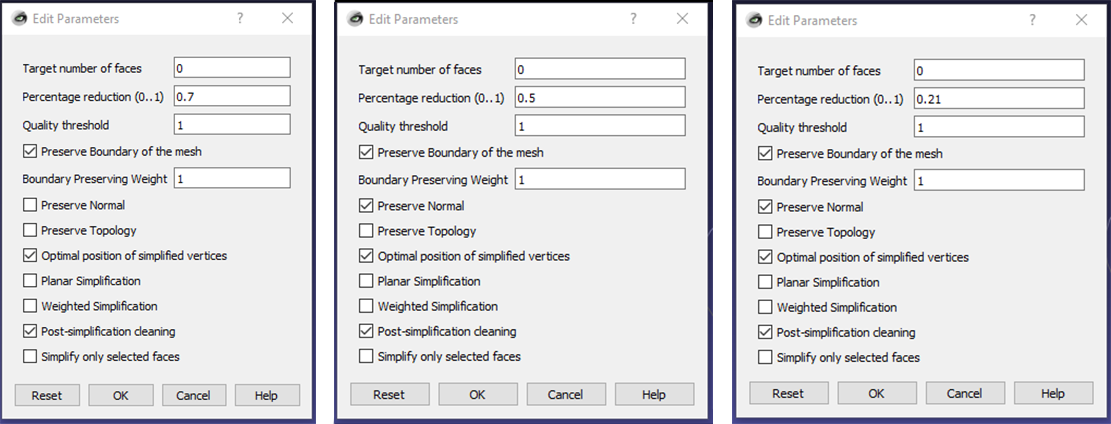 Edit Parameters ?
Target number of faces 0
Percentage reduction (0..1) 0.7
Quality threshold 1
Preserve Boundary of the mesh
Boundary Preserving Weight 1
Preserve Normal
Preserve Topology
Optimal position of simplified vertices
Planar Simplification
Weighted Simplification
Post-simplification cleaning
Simplify only selected faces
Reset OK Cancel Help
Edit Parameters ?
Target number of faces 0
Percentage reduction (0..1) 0.5
Quality threshold 1
Preserve Boundary of the mesh
Boundary Preserving Weight 1
Preserve Normal
Preserve Topology
Optimal position of simplified vertices
Planar Simplification
Weighted Simplification
Post-simplification cleaning
Simplify only selected faces
Reset OK Cancel Help
Edit Parameters ?
Target number of faces 0
Percentage reduction (0..1) 0.21
Quality threshold 1
Preserve Boundary of the mesh
Boundary Preserving Weight 1
Preserve Normal
Preserve Topology
Optimal position of simplified vertices
Planar Simplification
Weighted Simplification
Post-simplification cleaning
Simplify only selected faces
Reset OK Cancel Help